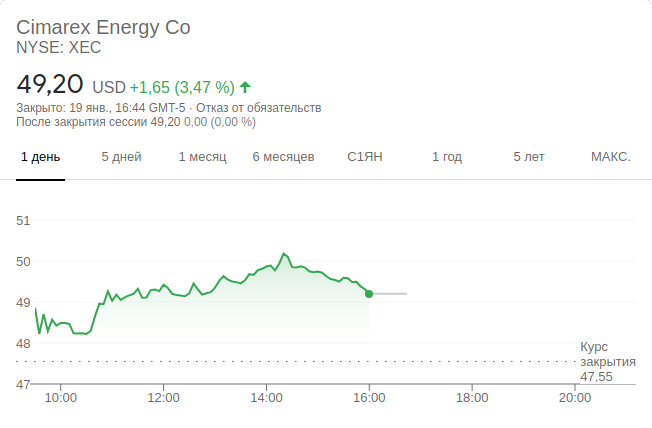 Cimarex Energy Co
NYSE: XEC
49,20 USD +1,65 (3,47 %)
Закрыто: 19 янв., 16:44 GMT-5 · Отказ от обязательств
После закрытия сессии 49,20 0,00 (0,00 %)
1 день 5 дней 1 месяц 6 месяцев С1ЯН 1 год 5 лет МАКС.
51
50
49
48
Курс
закрытия
47,55
47
10:00 12:00 14:00 16:00 18:00 20:00